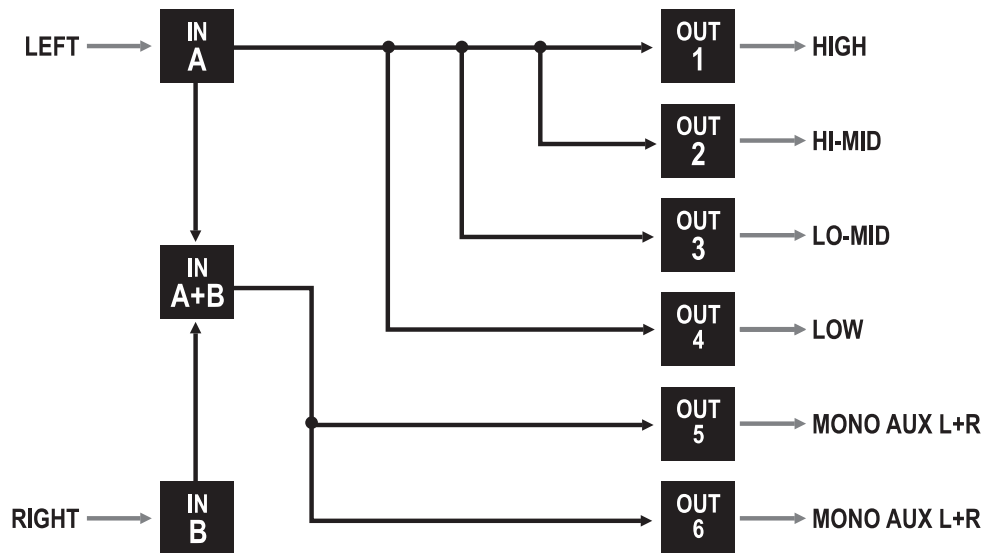 LEFT
IN
A
OUT
1
HIGH
OUT
2
HI-MID
OUT
3
LO-MID
IN
A+B
OUT
4
LOW
OUT
5
MONO AUX L+R
RIGHT
IN
B
OUT
6
MONO AUX L+R